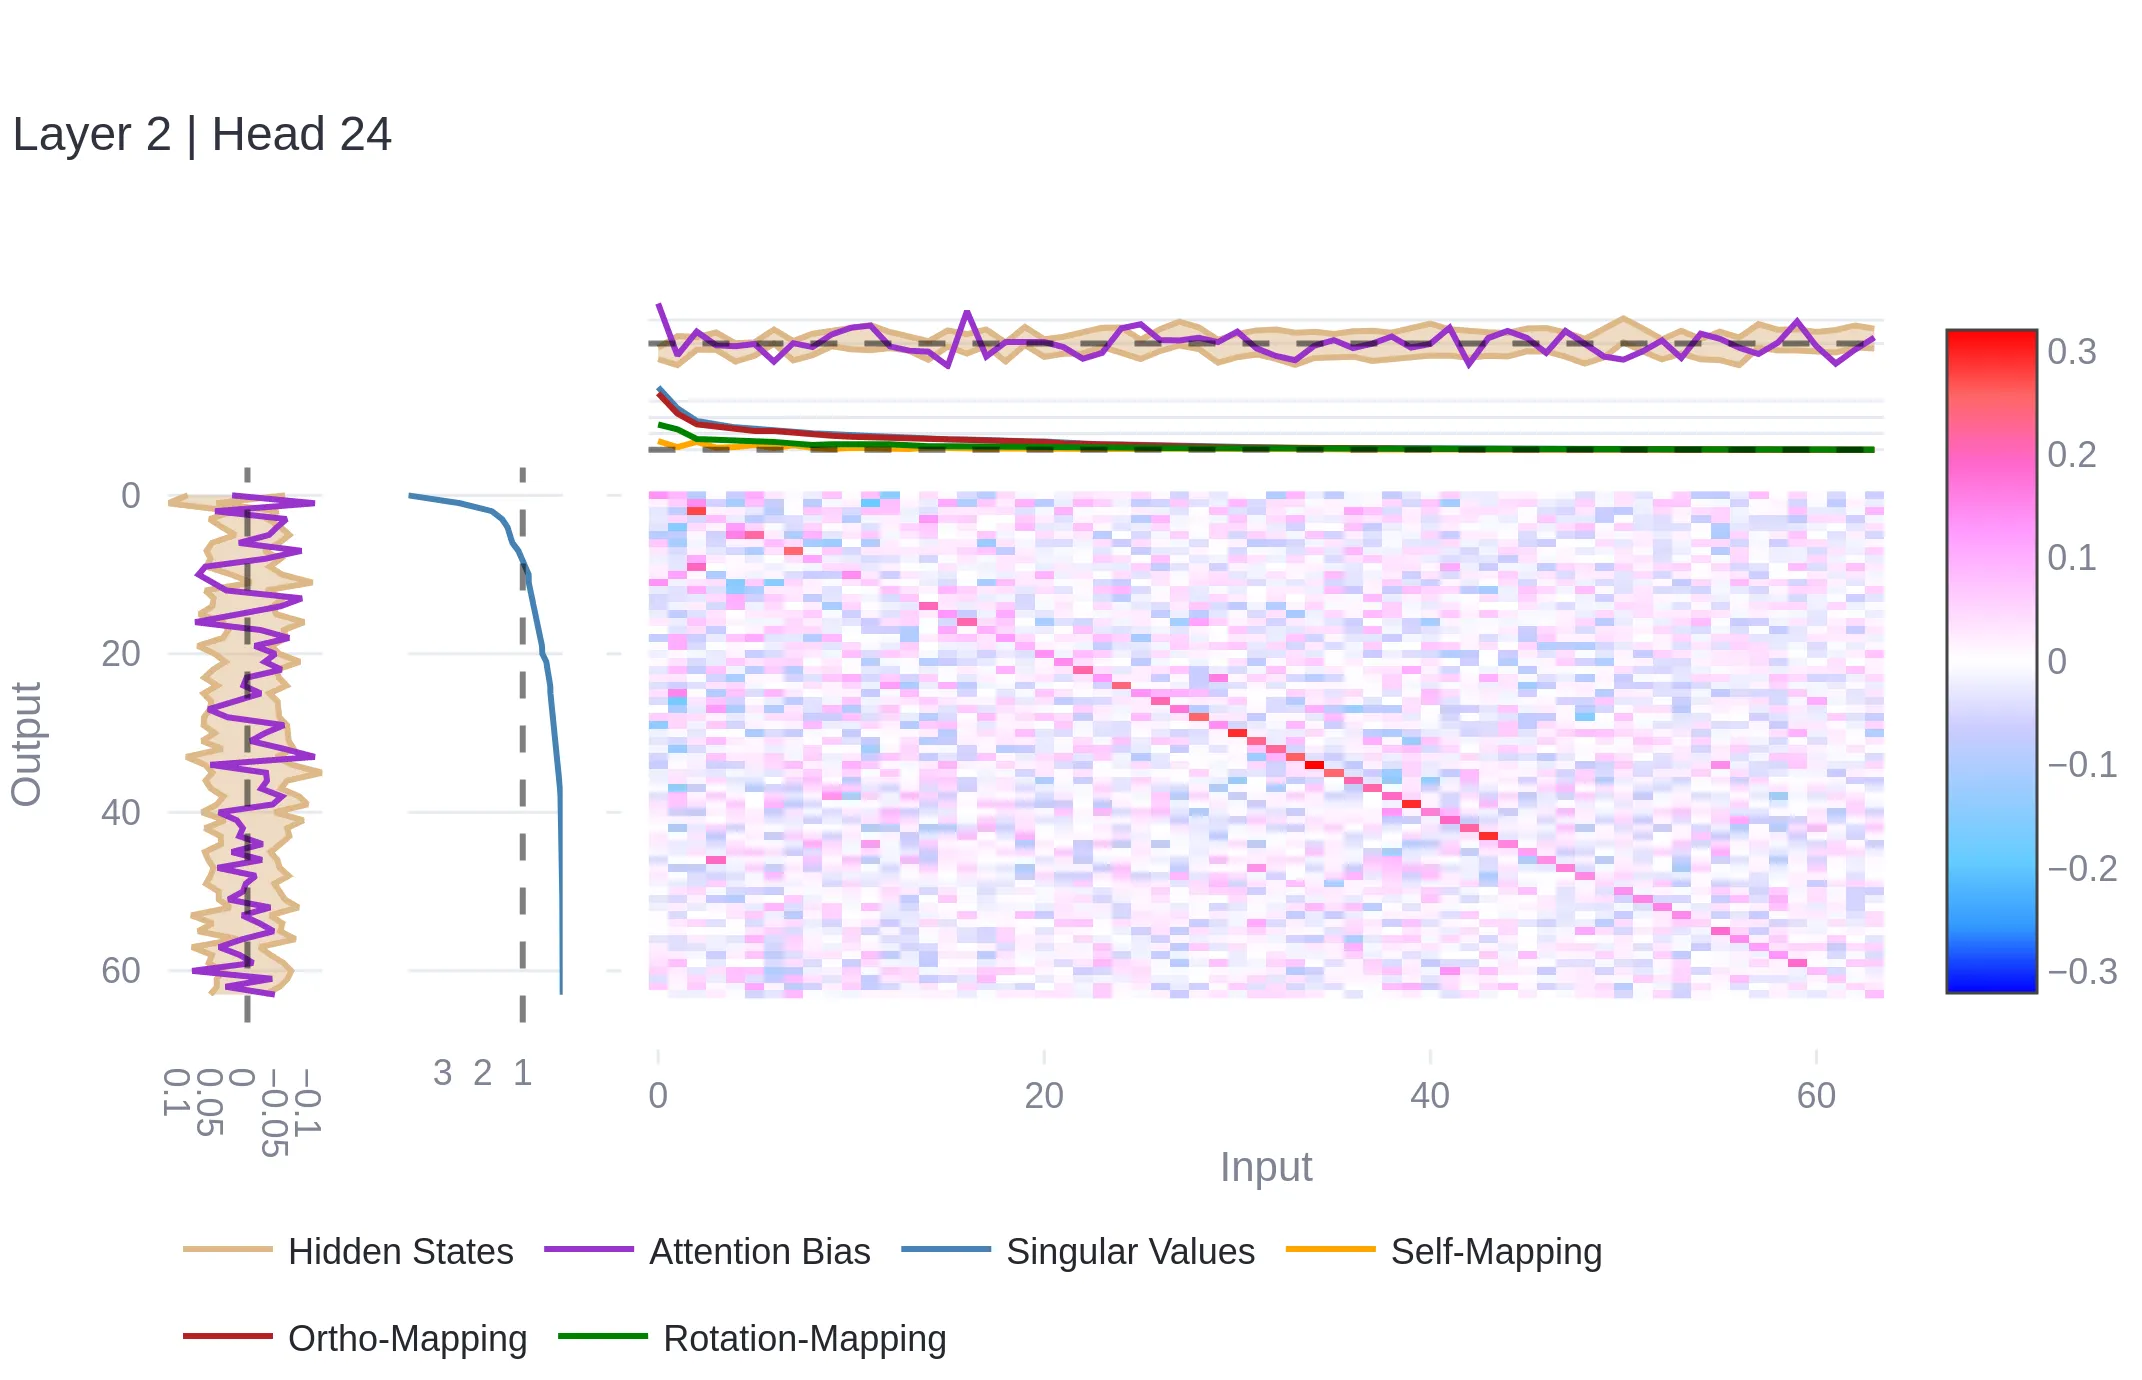 Layer 2 | Head 24
0
20
40
60
Output
0.1
0.05
0
−0.05
−0.1
3 2 1
0 20 40 60
Input
0.3
0.2
0.1
0
−0.1
−0.2
−0.3
Hidden States Attention Bias Singular Values Self-Mapping
Ortho-Mapping Rotation-Mapping